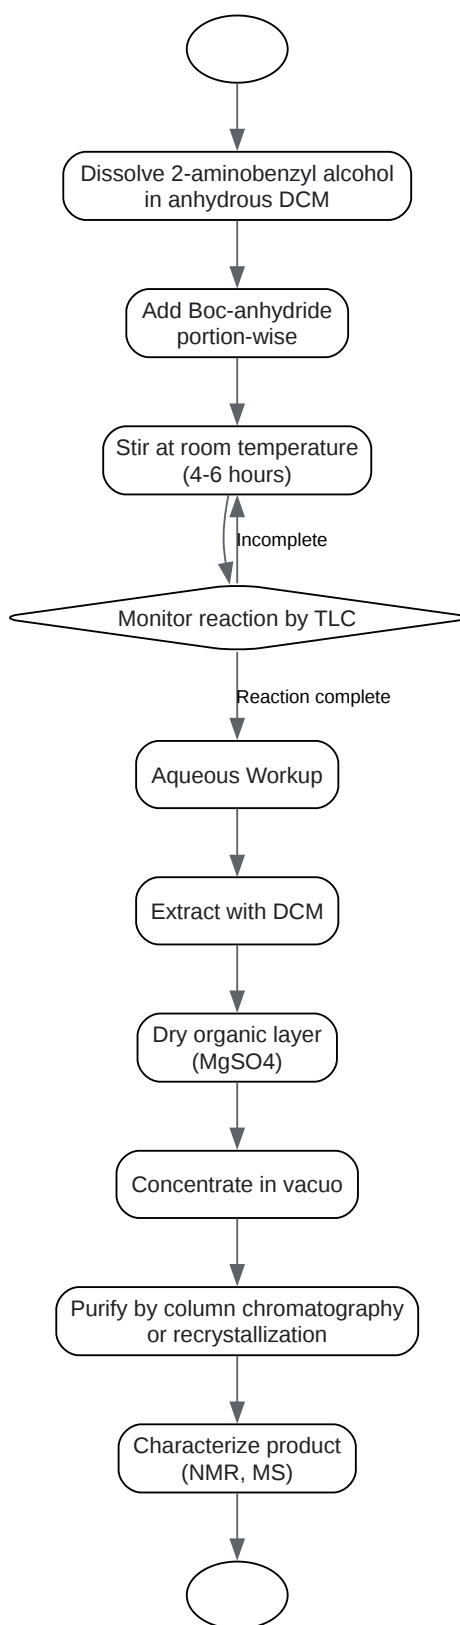 Dissolve 2-aminobenzyl alcohol
in anhydrous DCM
Add Boc-anhydride
portion-wise
Stir at room temperature
(4-6 hours)
Incomplete
Monitor reaction by TLC
Reaction complete
Aqueous Workup
Extract with DCM
Dry organic layer
(MgSO4)
Concentrate in vacuo
Purify by column chromatography
or recrystallization
Characterize product
(NMR, MS)